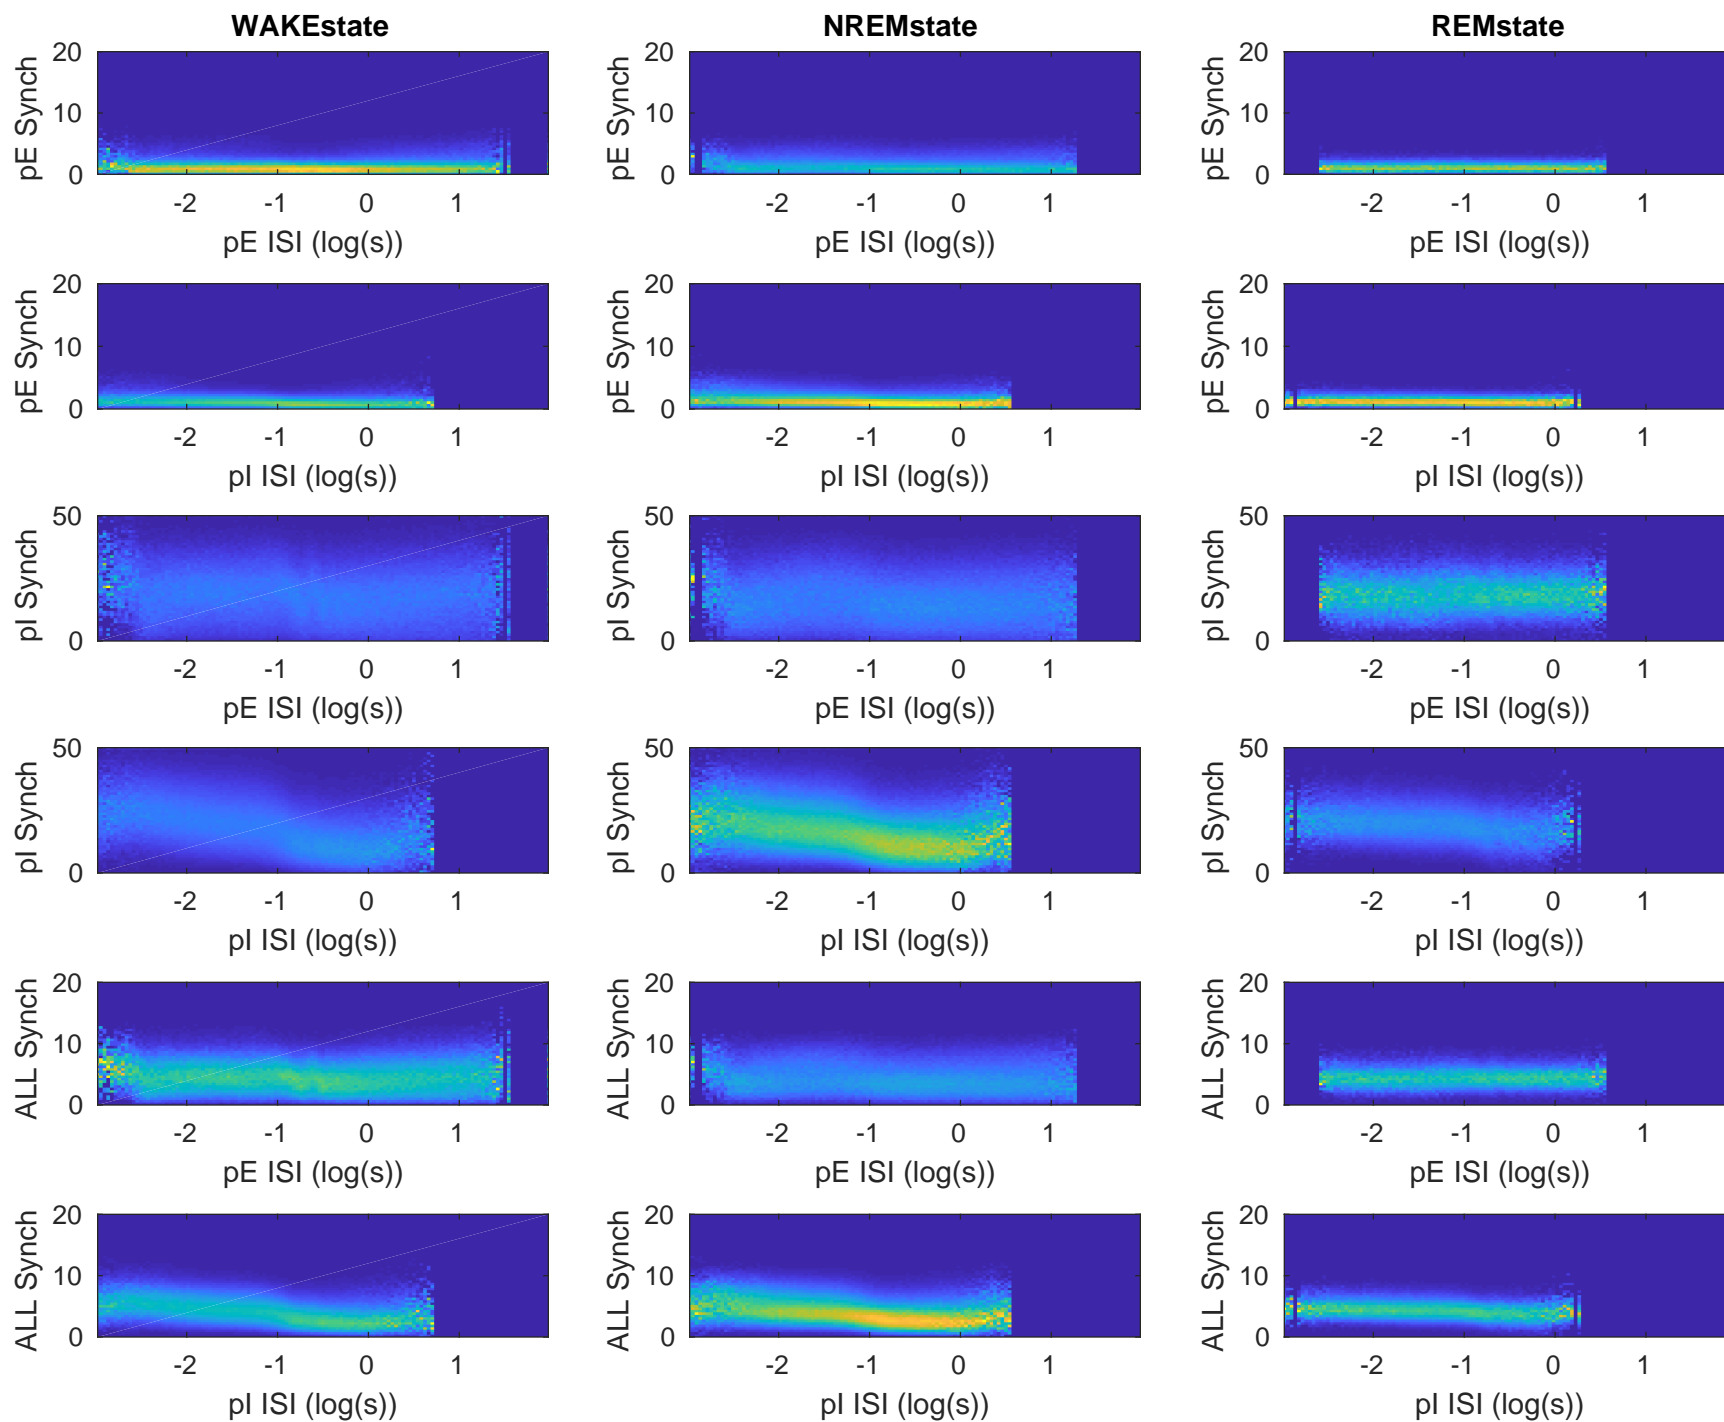 WAKEstate NREMstate REMstate
20 20 20
10 10 10
0 0 0
pE Synch pE Synch pE Synch
-2 -1 0 1 -2 -1 0 1 -2 -1 0 1
pE ISI (log(s)) pE ISI (log(s)) pE ISI (log(s))
20 20 20
10 10 10
0 0 0
pE Synch pE Synch pE Synch
-2 -1 0 1 -2 -1 0 1 -2 -1 0 1
pI ISI (log(s)) pI ISI (log(s)) pI ISI (log(s))
50 50 50
0 0 0
pI Synch pI Synch pI Synch
-2 -1 0 1 -2 -1 0 1 -2 -1 0 1
pE ISI (log(s)) pE ISI (log(s)) pE ISI (log(s))
50 50 50
0 0 0
pI Synch pI Synch pI Synch
-2 -1 0 1 -2 -1 0 1 -2 -1 0 1
pI ISI (log(s)) pI ISI (log(s)) pI ISI (log(s))
20 20 20
10 10 10
0 0 0
ALL Synch ALL Synch ALL Synch
-2 -1 0 1 -2 -1 0 1 -2 -1 0 1
pE ISI (log(s)) pE ISI (log(s)) pE ISI (log(s))
20 20 20
10 10 10
0 0 0
ALL Synch ALL Synch ALL Synch
-2 -1 0 1 -2 -1 0 1 -2 -1 0 1
pI ISI (log(s)) pI ISI (log(s)) pI ISI (log(s))